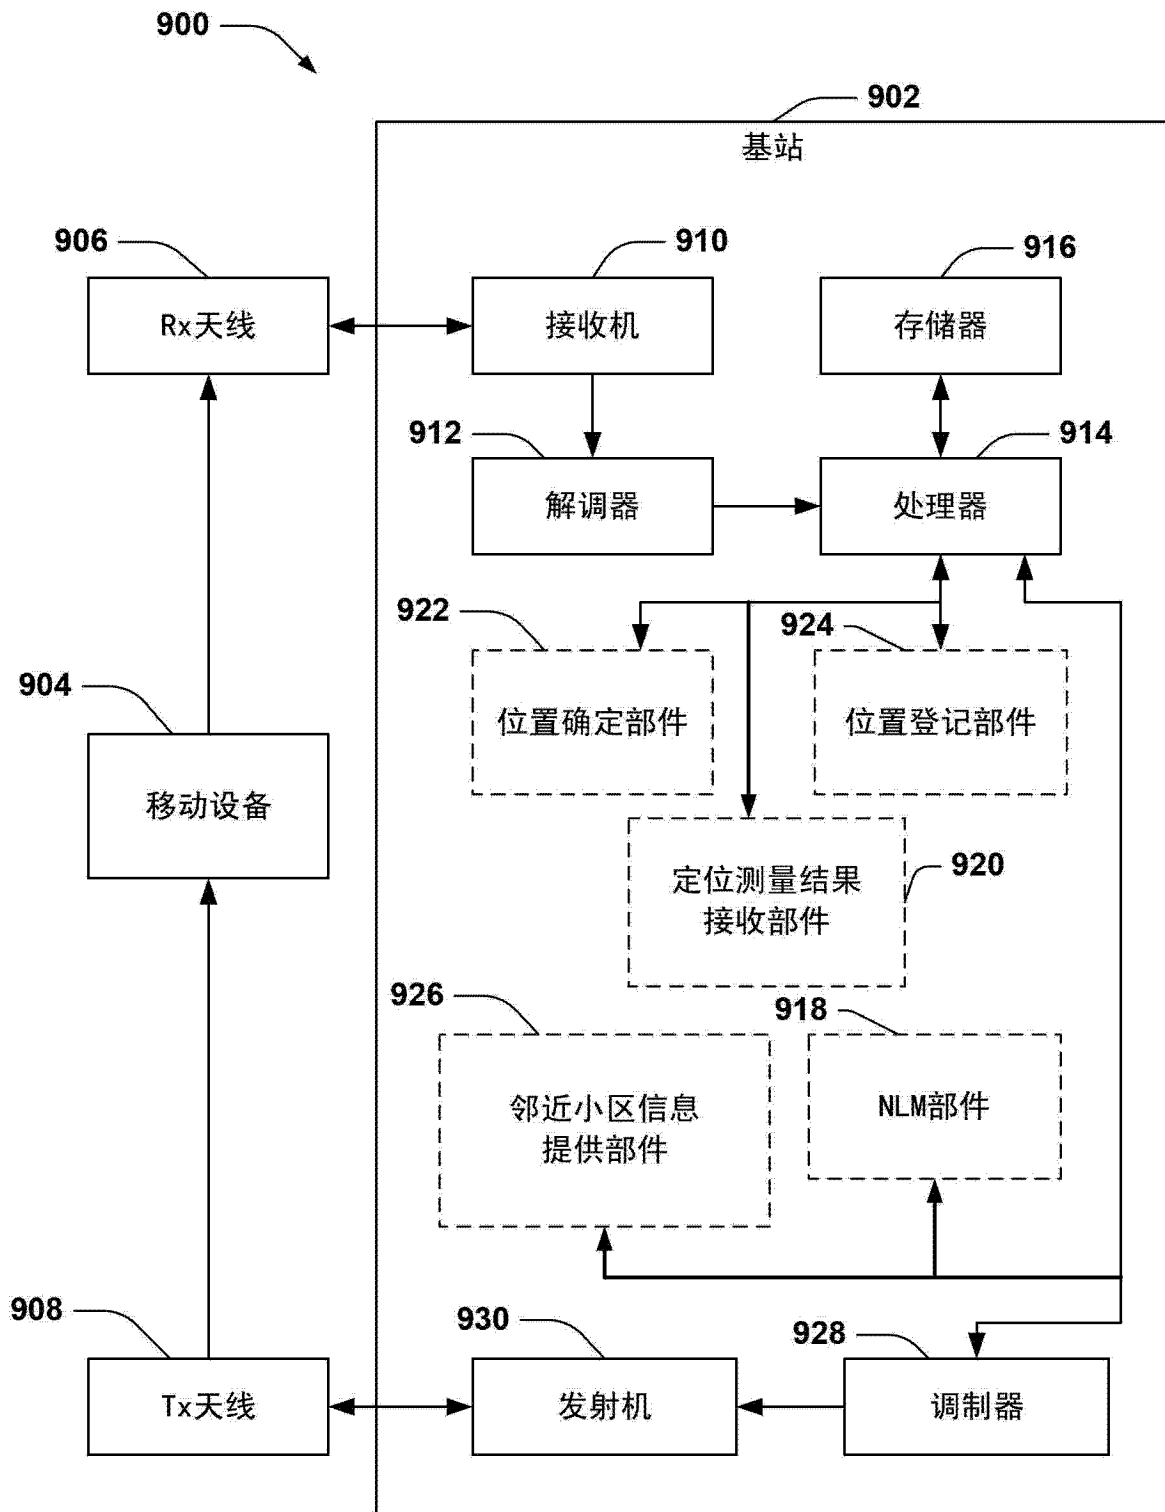 900
902
基站
906
910
916
Rx天线
接收机
存储器
912
914
解调器
处理器
922
924
904
位置确定部件
位置登记部件
移动设备
920
定位测量结果
接收部件
926
918
邻近小区信息
提供部件
NLM部件
908
930
928
Tx天线
发射机
调制器